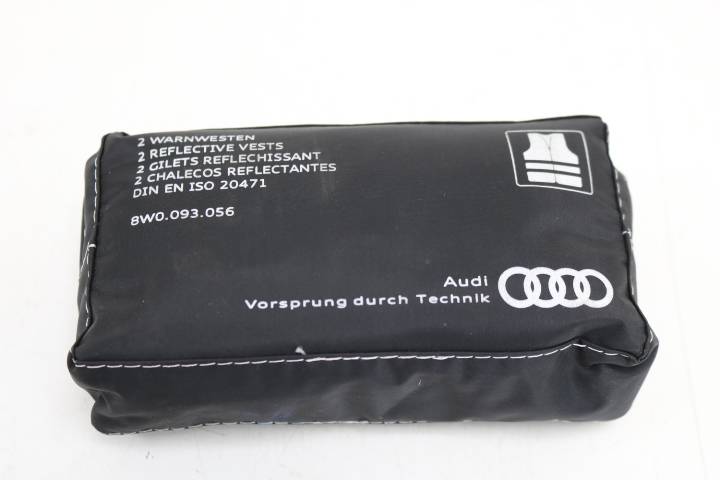 2 WARNWESTEN
2 REFLECTIVE VESTS
2 GILETS REFLECHISSANT
2 CHALECOS REFLECTANTES
DIN EN ISO 20471
8W0.093.056
Audi
Vorsprung durch Technik